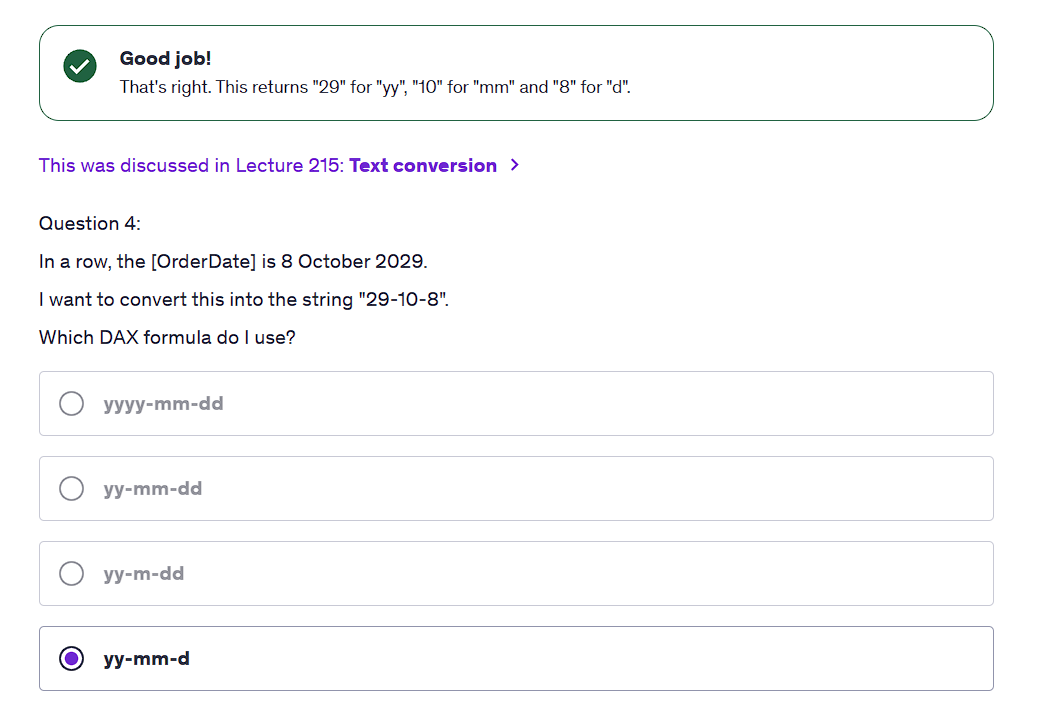 Good job!
That's right. This returns "29" for "yy", "10" for "mm" and "8" for "d".
This was discussed in Lecture 215: Text conversion
Question 4:
In a row, the [OrderDate] is 8 October 2029.
I want to convert this into the string "29-10-8".
Which DAX formula do I use?
yyyy-mm-dd
yy-mm-dd
yy-m-dd
yy-mm-d